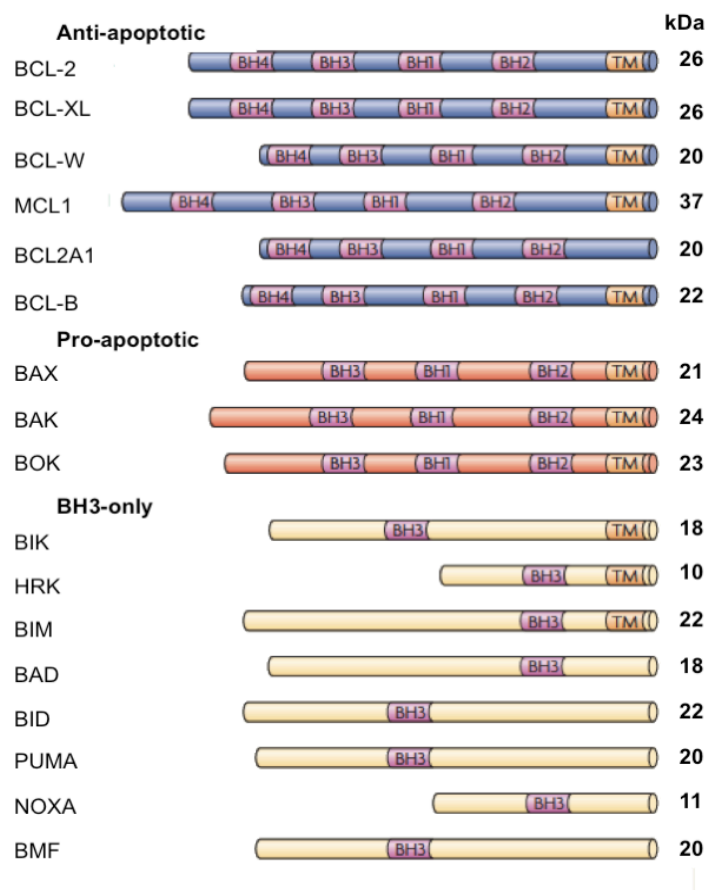 kDa
Anti-apoptotic
BCL-2 BH4 BH3 BH1 BH2 TM 26
BCL-XL BH4 BH3 BH1 BH2 TM 26
BCL-W BH4 BH3 BH1 BH2 TM 20
MCL1 BH4 BH3 BH1 BH2 TM 37
BCL2A1 BH4 BH3 BH1 BH2 20
BCL-B BH4 BH3 BH1 BH2 TM 22
Pro-apoptotic
BAX BH3 BH1 BH2 TM 21
BAK BH3 BH1 BH2 TM 24
BOK BH3 BH1 BH2 TM 23
BH3-only
BIK BH3 TM 18
HRK BH3 TM 10
BIM BH3 TM 22
BAD BH3 18
BID BH3 22
PUMA BH3 20
NOXA BH3 11
BMF BH3 20